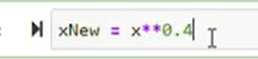 xNew = x**0.4